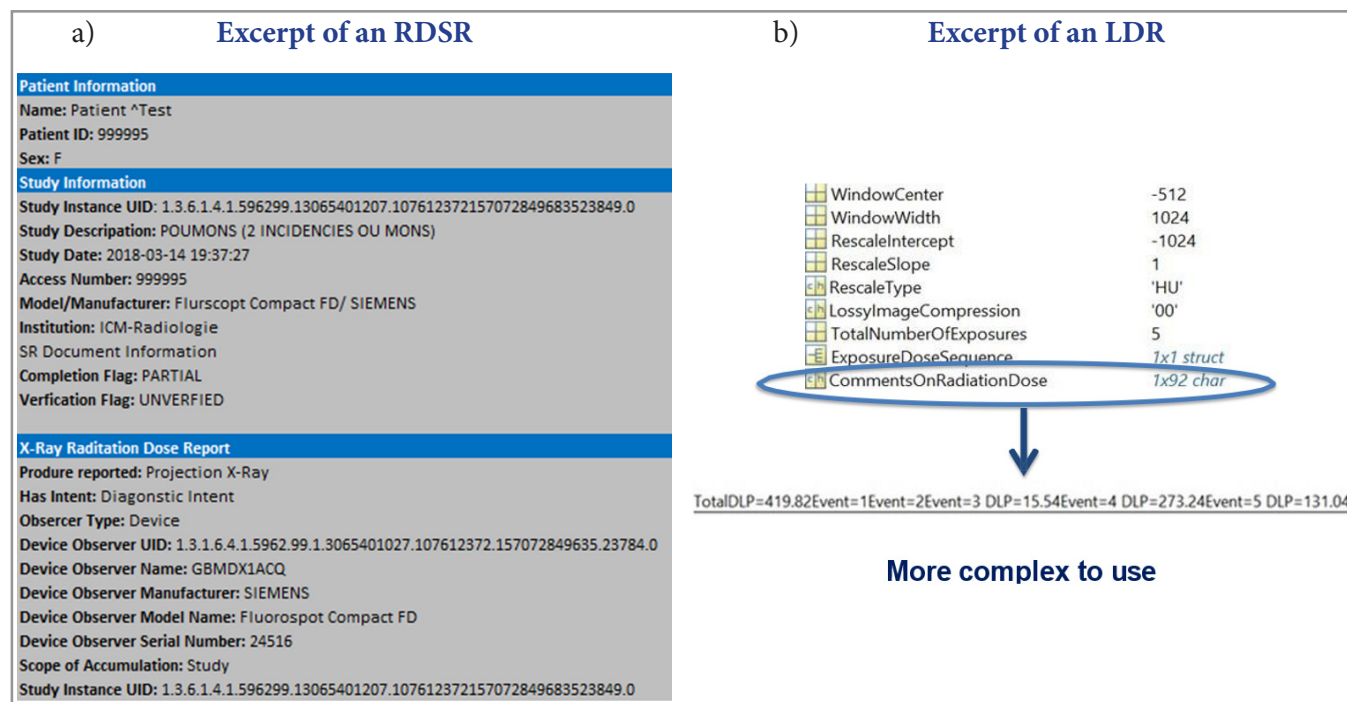 a) Excerpt of an RDSR
Patient Information
Name: Patient ^Test
Patient ID: 999995
Sex: F
Study Information
Study Instance UID: 1.3.6.1.4.1.596299.13065401207.1076123721570728496835​23849.0
Study Descripation: POUMONS (2 INCIDENCIES OU MONS)
Study Date: 2018-03-14 19:37:27
Access Number: 999995
Model/Manufacturer: Flurscopt Compact FD/ SIEMENS
Institution: ICM-Radiologie
SR Document Information
Completion Flag: PARTIAL
Verfication Flag: UNVERFIED
X-Ray Raditation Dose Report
Produre reported: Projection X-Ray
Has Intent: Diagonstic Intent
Obsercer Type: Device
Device Observer UID: 1.3.1.6.4.1.5962.99.1.3065401027.107612372.157072849635.23784.0
Device Observer Name: GBMDX1ACQ
Device Observer Manufacturer: SIEMENS
Device Observer Model Name: Fluorospot Compact FD
Device Observer Serial Number: 24516
Scope of Accumulation: Study
Study Instance UID: 1.3.6.1.4.1.596299.13065401207.107612372157072849683523849.0
b) Excerpt of an LDR
WindowCenter -512
WindowWidth 1024
RescaleIntercept -1024
RescaleSlope 1
RescaleType 'HU'
LossyImageCompression '00'
TotalNumberOfExposures 5
ExposureDoseSequence 1x1 struct
CommentsOnRadiationDose 1x92 char
TotalDLP=419.82Event=1Event=2Event=3 DLP=15.54Event=4 DLP=273.24Event=5 DLP=131.04
More complex to use